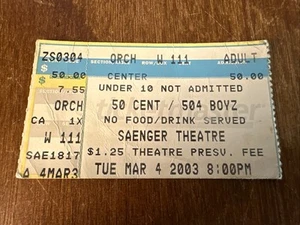 ZS0304 ORCH W 111 ADULT
$ 50.00 CENTER 50.00
$ 7.55 UNDER 10 NOT ADMITTED
ORCH 50 CENT / 504 BOYZ
CA 1X NO FOOD/DRINK SERVED
W 111 SAENGER THEATRE
SAE1817 $1.25 THEATRE PRESV. FEE
A 4MAR3 TUE MAR 4 2003 8:00PM